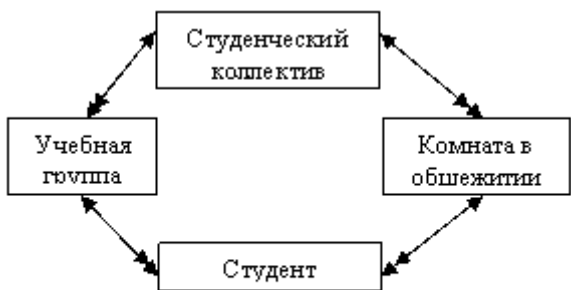 Студенческий
коллектив
Учебная
группа
Комната в
общежитии
Студент